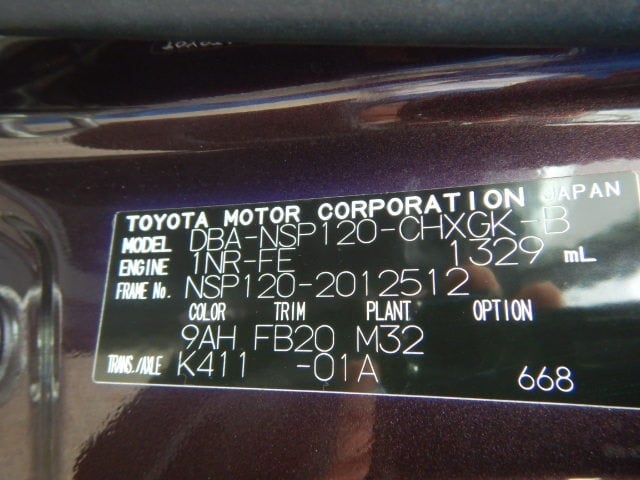 TOYOTA MOTOR CORPORATION JAPAN
MODEL DBA-NSP120-CHXGK-B
ENGINE 1NR-FE 1329 mL
FRAME No. NSP120-2012512
COLOR TRIM PLANT OPTION
9AH FB20 M32
TRANS./AXLE K411 -01A
668